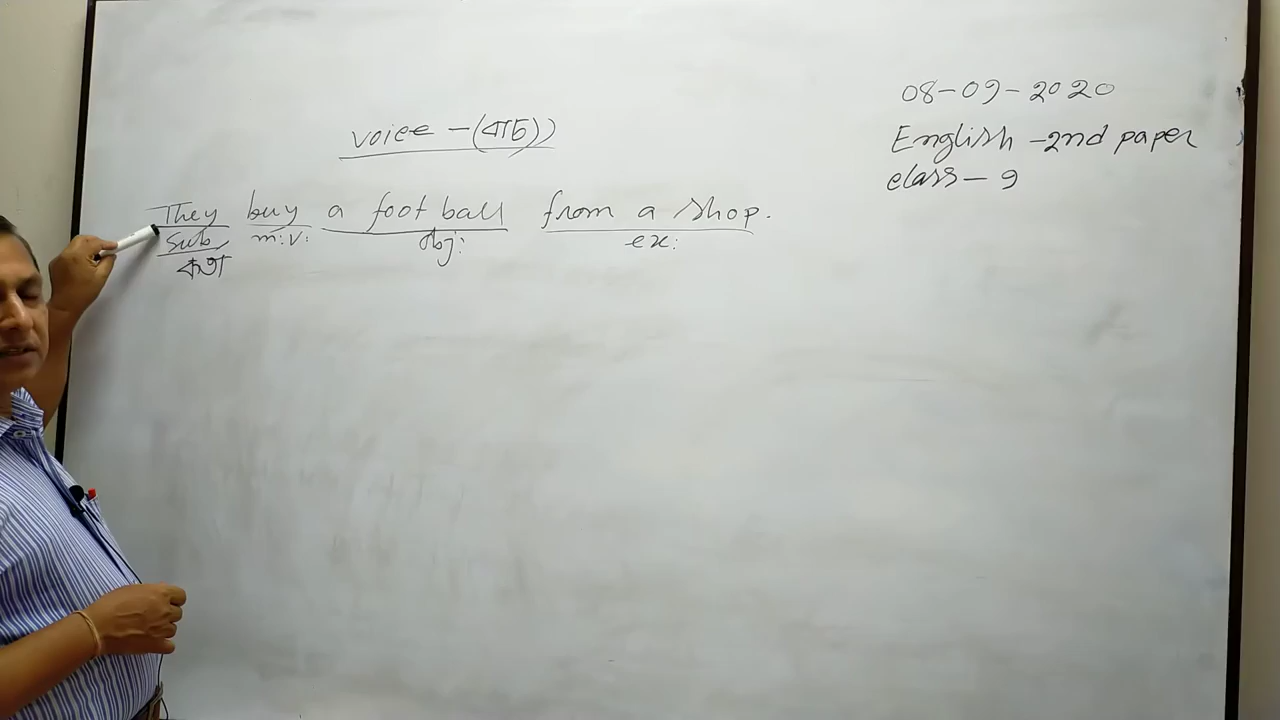 08-09-2020
voice - (বাচ্য)
English - 2nd paper
class - 9
They buy a foot ball from a shop.
Sub m:v: obj: ex:
কর্তা